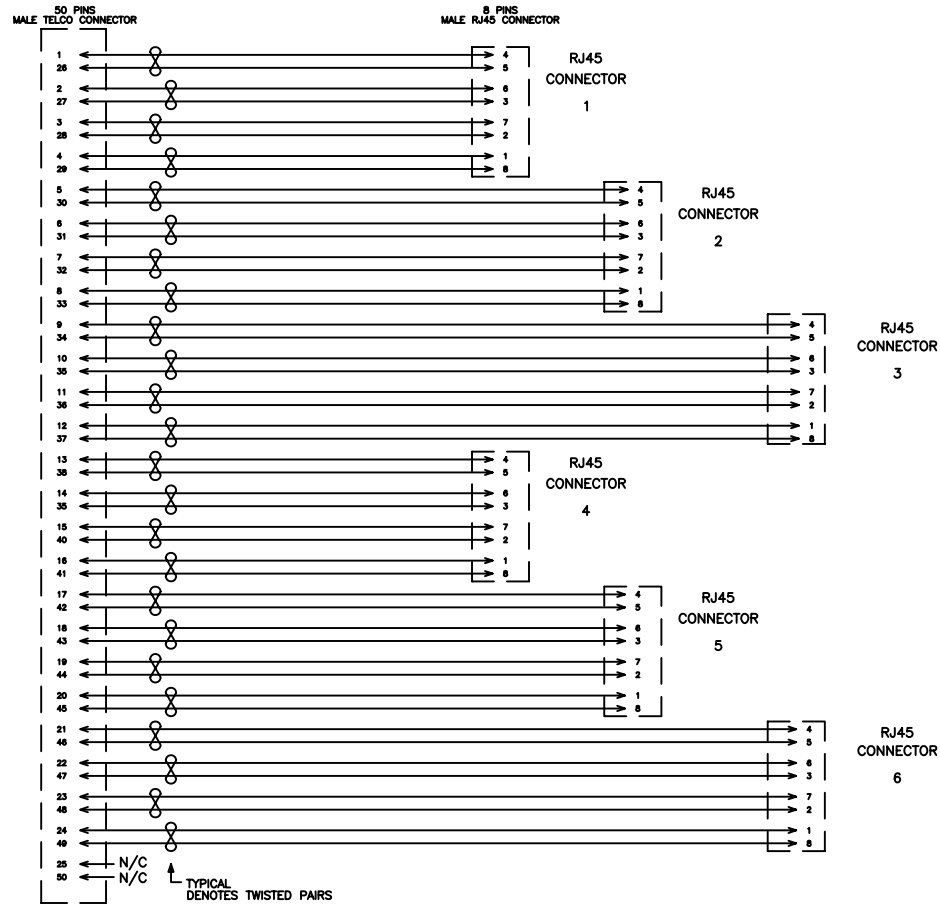 50 PINS
MALE TELCO CONNECTOR
8 PINS
MALE RJ45 CONNECTOR
1 4
26 5
2 6
27 3
3 7
28 2
4 1
29 8
RJ45
CONNECTOR
1
5 4
30 5
6 6
31 3
7 7
32 2
8 1
33 8
RJ45
CONNECTOR
2
9 4
34 5
10 6
35 3
11 7
36 2
12 1
37 8
RJ45
CONNECTOR
3
13 4
38 5
14 6
35 3
15 7
40 2
16 1
41 8
RJ45
CONNECTOR
4
17 4
42 5
18 6
43 3
19 7
44 2
20 1
45 8
RJ45
CONNECTOR
5
21 4
46 5
22 6
47 3
23 7
48 2
24 1
49 8
RJ45
CONNECTOR
6
25 N/C
50 N/C
TYPICAL
DENOTES TWISTED PAIRS